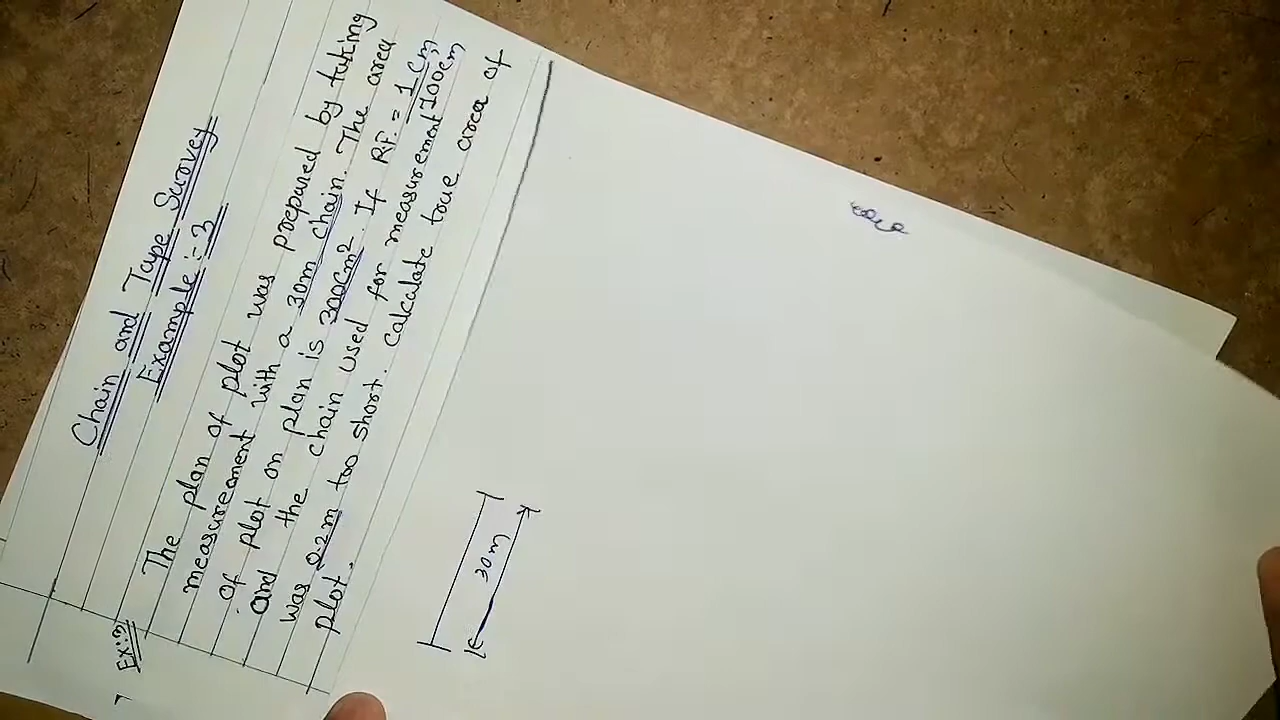 Chain and Tape Survey
Example :- 3
Ex:3
The plan of plot was prepared by taking
measurement with a 30m chain. The area
of plot on plan is 300cm². If R.F. = 1cm/100cm
and the chain used for measurement
was 0.2m too short. calculate true area of
plot.
30m